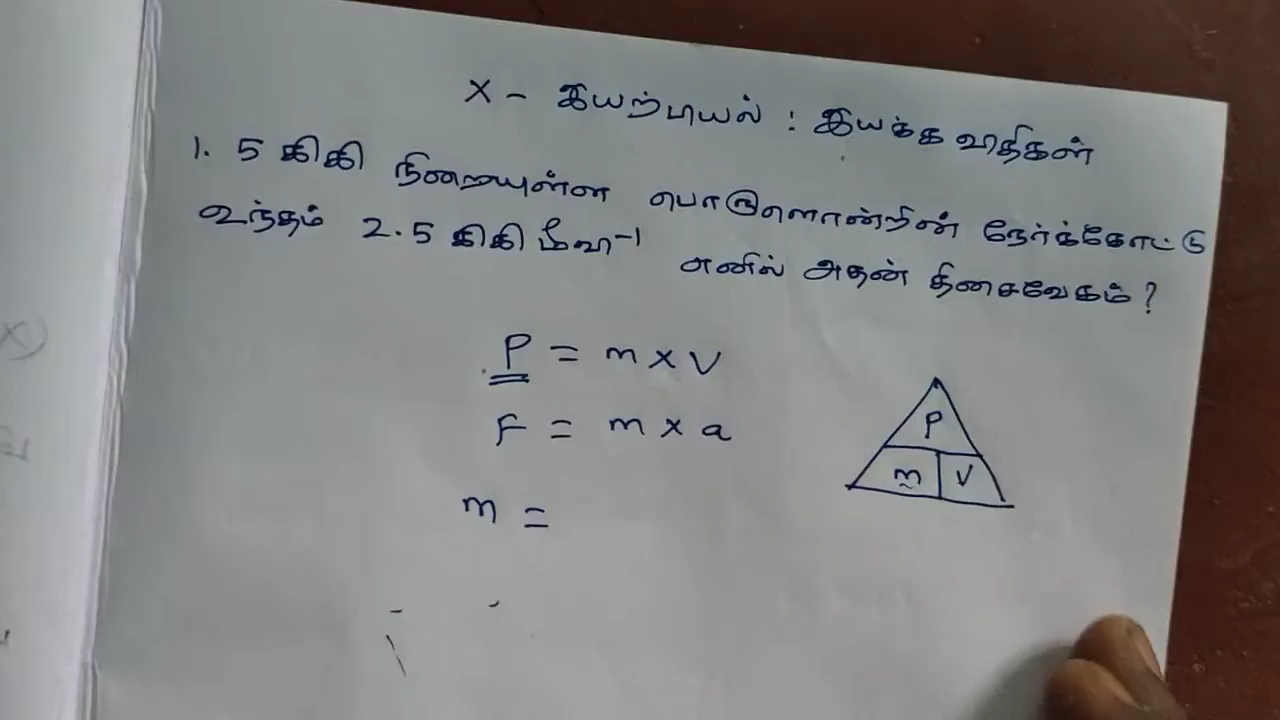 X - இயற்பியல் : இயக்க விதிகள்
1. 5 கிகி நிறையுள்ள பொருளொன்றின் நேர்க்கோட்டு
உந்தம் 2.5 கிகி மீவி⁻¹ எனில் அதன் திசைவேகம் ?
P = m × V
F = m × a
P
m V
m =